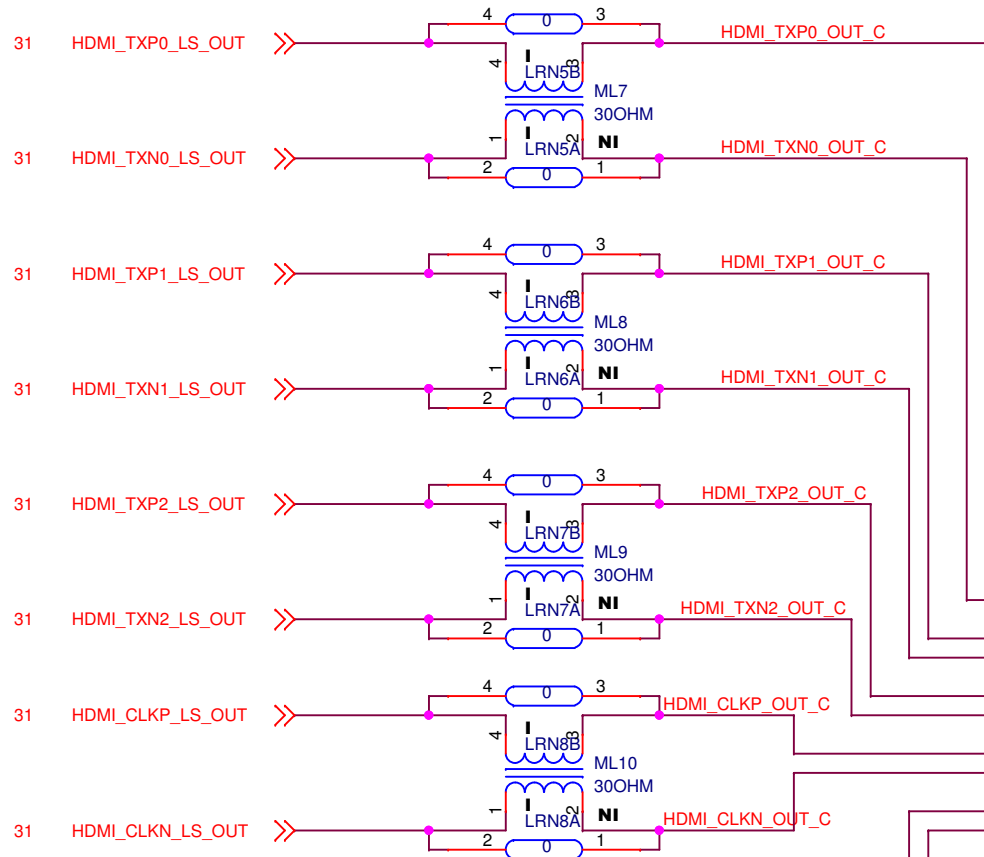 4 0 3
31 HDMI_TXP0_LS_OUT HDMI_TXP0_OUT_C
4 I 3
LRN5B
ML7
30OHM
1 I 2 NI
LRN5A
31 HDMI_TXN0_LS_OUT HDMI_TXN0_OUT_C
2 0 1
4 0 3
31 HDMI_TXP1_LS_OUT HDMI_TXP1_OUT_C
4 I 3
LRN6B
ML8
30OHM
1 I 2 NI
LRN6A
31 HDMI_TXN1_LS_OUT HDMI_TXN1_OUT_C
2 0 1
4 0 3
31 HDMI_TXP2_LS_OUT HDMI_TXP2_OUT_C
4 I 3
LRN7B
ML9
30OHM
1 I 2 NI
LRN7A
31 HDMI_TXN2_LS_OUT HDMI_TXN2_OUT_C
2 0 1
4 0 3
31 HDMI_CLKP_LS_OUT HDMI_CLKP_OUT_C
4 I 3
LRN8B
ML10
30OHM
1 I 2 NI
LRN8A
31 HDMI_CLKN_LS_OUT HDMI_CLKN_OUT_C
2 0 1